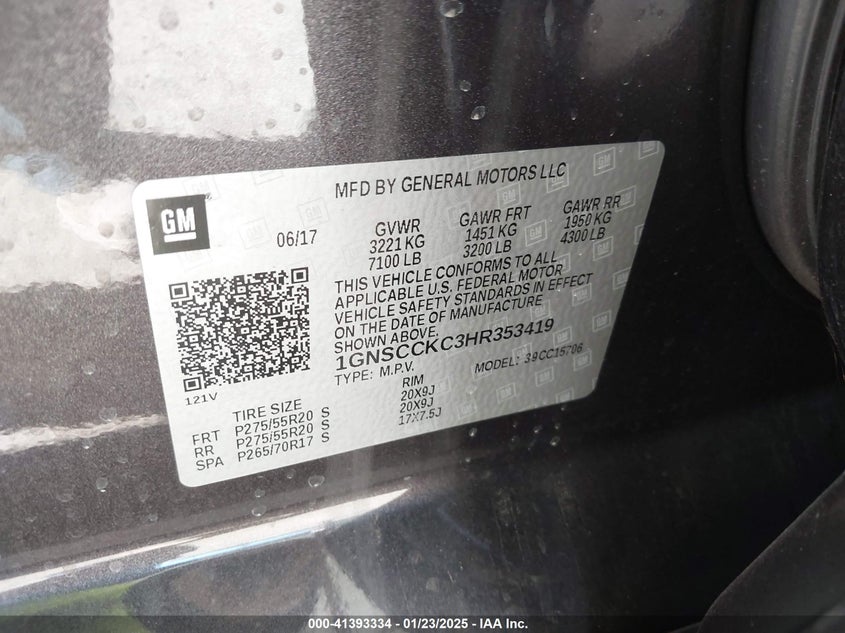 MFD BY GENERAL MOTORS LLC
GM
06/17
GVWR GAWR FRT GAWR RR
3221 KG 1451 KG 1950 KG
7100 LB 3200 LB 4300 LB
THIS VEHICLE CONFORMS TO ALL
APPLICABLE U.S. FEDERAL MOTOR
VEHICLE SAFETY STANDARDS IN EFFECT
ON THE DATE OF MANUFACTURE
SHOWN ABOVE.
1GNSCCKC3HR353419
TYPE: M.P.V. MODEL: 39CC15706
121V
TIRE SIZE RIM
FRT P275/55R20 S 20X9J
RR P275/55R20 S 20X9J
SPA P265/70R17 S 17X7.5J
000-41393334 - 01/23/2025 - IAA Inc.